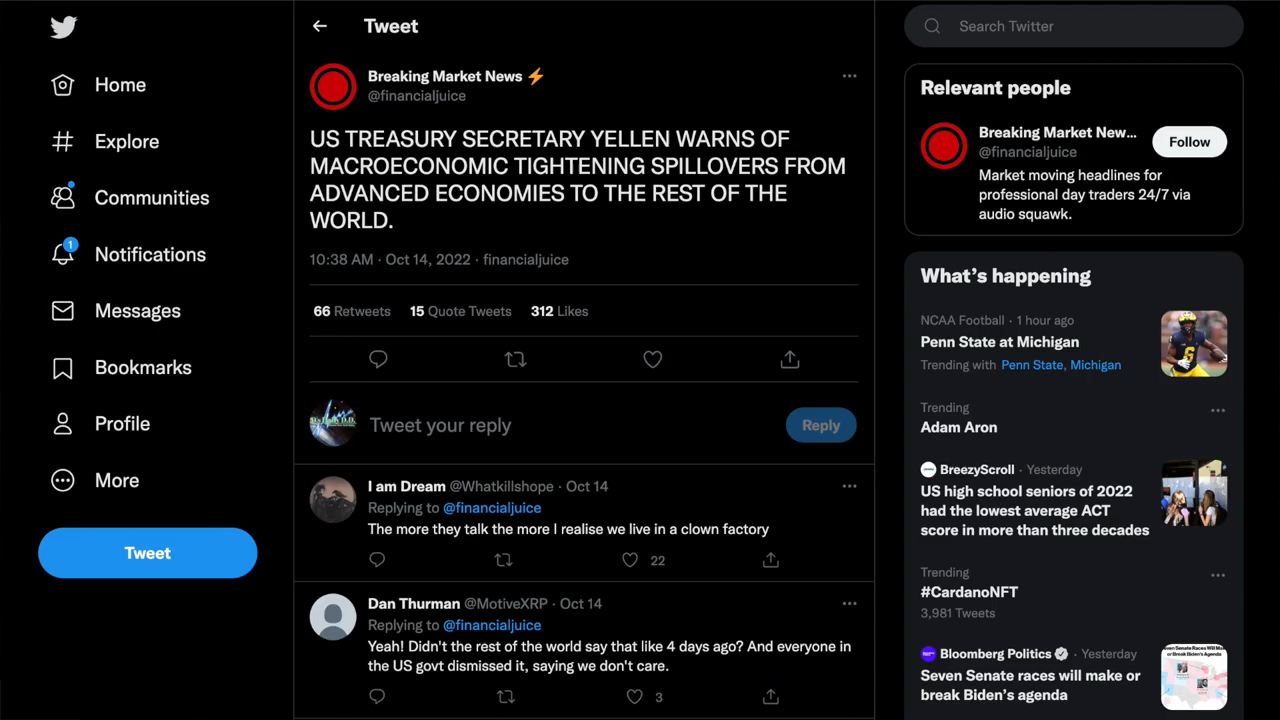 Home
Explore
Communities
1
Notifications
Messages
Bookmarks
Profile
More
Tweet
Tweet
Breaking Market News ⚡
@financialjuice
US TREASURY SECRETARY YELLEN WARNS OF
MACROECONOMIC TIGHTENING SPILLOVERS FROM
ADVANCED ECONOMIES TO THE REST OF THE
WORLD.
10:38 AM · Oct 14, 2022 · financialjuice
66 Retweets 15 Quote Tweets 312 Likes
Tweet your reply
Reply
I am Dream @Whatkillshope · Oct 14
Replying to @financialjuice
The more they talk the more I realise we live in a clown factory
22
Dan Thurman @MotiveXRP · Oct 14
Replying to @financialjuice
Yeah! Didn't the rest of the world say that like 4 days ago? And everyone in
the US govt dismissed it, saying we don't care.
3
Search Twitter
Relevant people
Breaking Market New...
@financialjuice
Follow
Market moving headlines for
professional day traders 24/7 via
audio squawk.
What's happening
NCAA Football · 1 hour ago
Penn State at Michigan
Trending with Penn State, Michigan
Trending
Adam Aron
BreezyScroll · Yesterday
US high school seniors of 2022
had the lowest average ACT
score in more than three decades
Trending
#CardanoNFT
3,981 Tweets
Bloomberg Politics · Yesterday
Seven Senate races will make or
break Biden's agenda